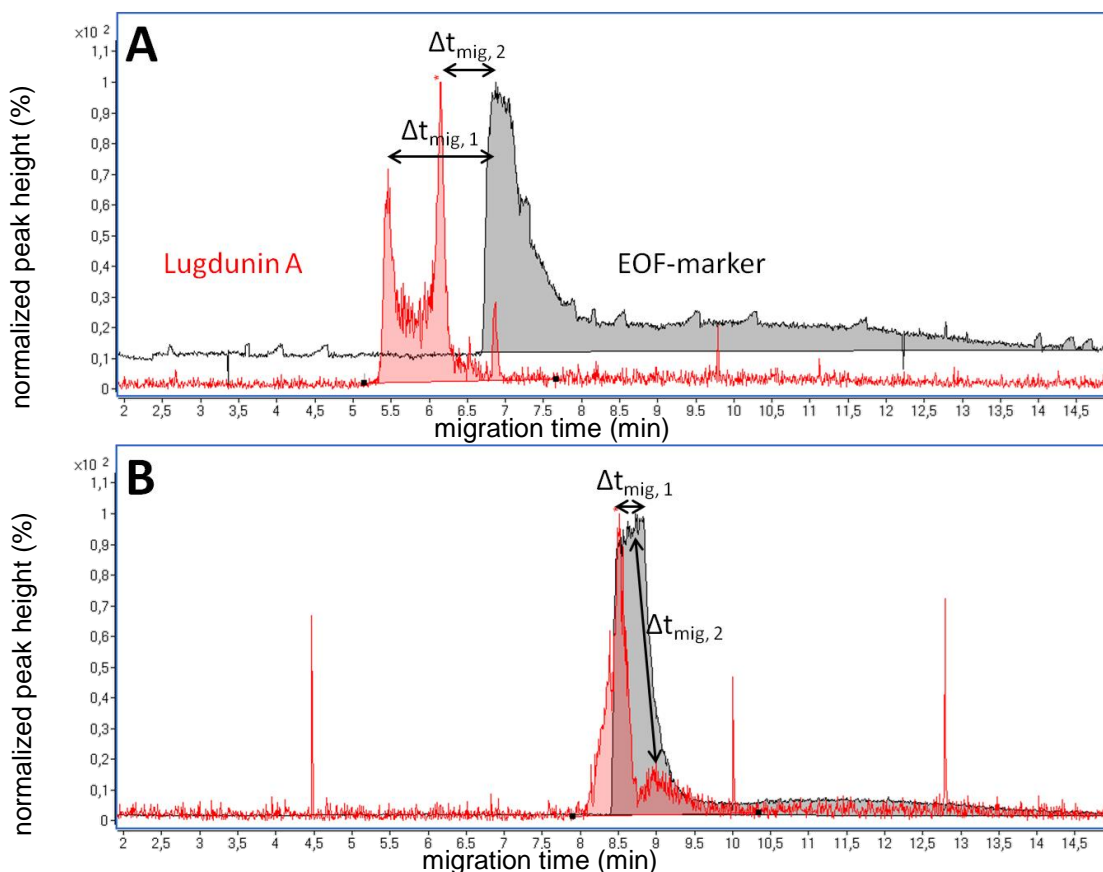 A
×10 2
Δt mig, 2
Δt mig, 1
Lugdunin A
EOF-marker
*
normalized peak height (%)
1,1
1
0,9
0,8
0,7
0,6
0,5
0,4
0,3
0,2
0,1
0
2 2,5 3 3,5 4 4,5 5 5,5 6 6,5 7 7,5 8 8,5 9 9,5 10 10,5 11 11,5 12 12,5 13 13,5 14 14,5
migration time (min)
B
×10 2
Δt mig, 1
*
Δt mig, 2
normalized peak height (%)
1,1
1
0,9
0,8
0,7
0,6
0,5
0,4
0,3
0,2
0,1
0
2 2,5 3 3,5 4 4,5 5 5,5 6 6,5 7 7,5 8 8,5 9 9,5 10 10,5 11 11,5 12 12,5 13 13,5 14 14,5
migration time (min)